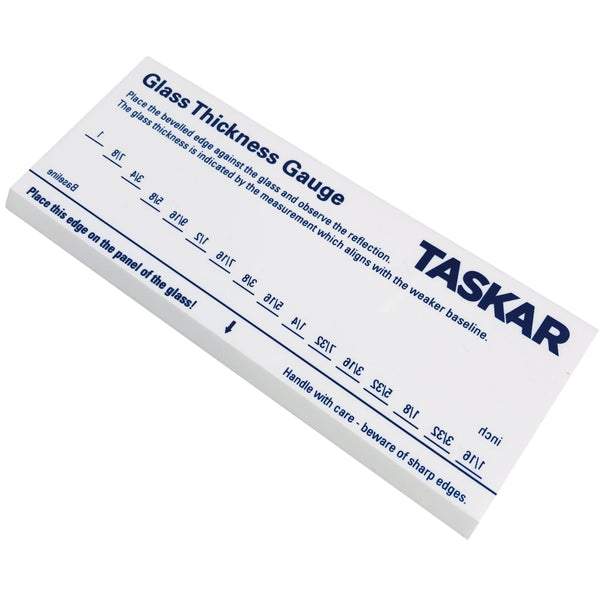 Glass Thickness Gauge
Place the bevelled edge against the glass and observe the reflection.
The glass thickness is indicated by the measurement which aligns with the weaker baseline.
TASKAR
1 7/8 3/4 5/8 9/16 1/2 7/16 3/8 5/16 1/4 7/32 3/16 5/32 1/8 3/32 1/16
inch
Baseline
Place this edge on the panel of the glass!
Handle with care - beware of sharp edges.